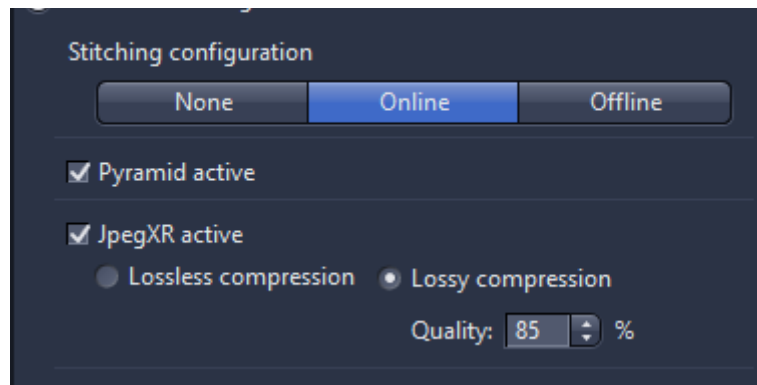 Stitching configuration
None Online Offline
Pyramid active
JpegXR active
Lossless compression Lossy compression
Quality: 85 %